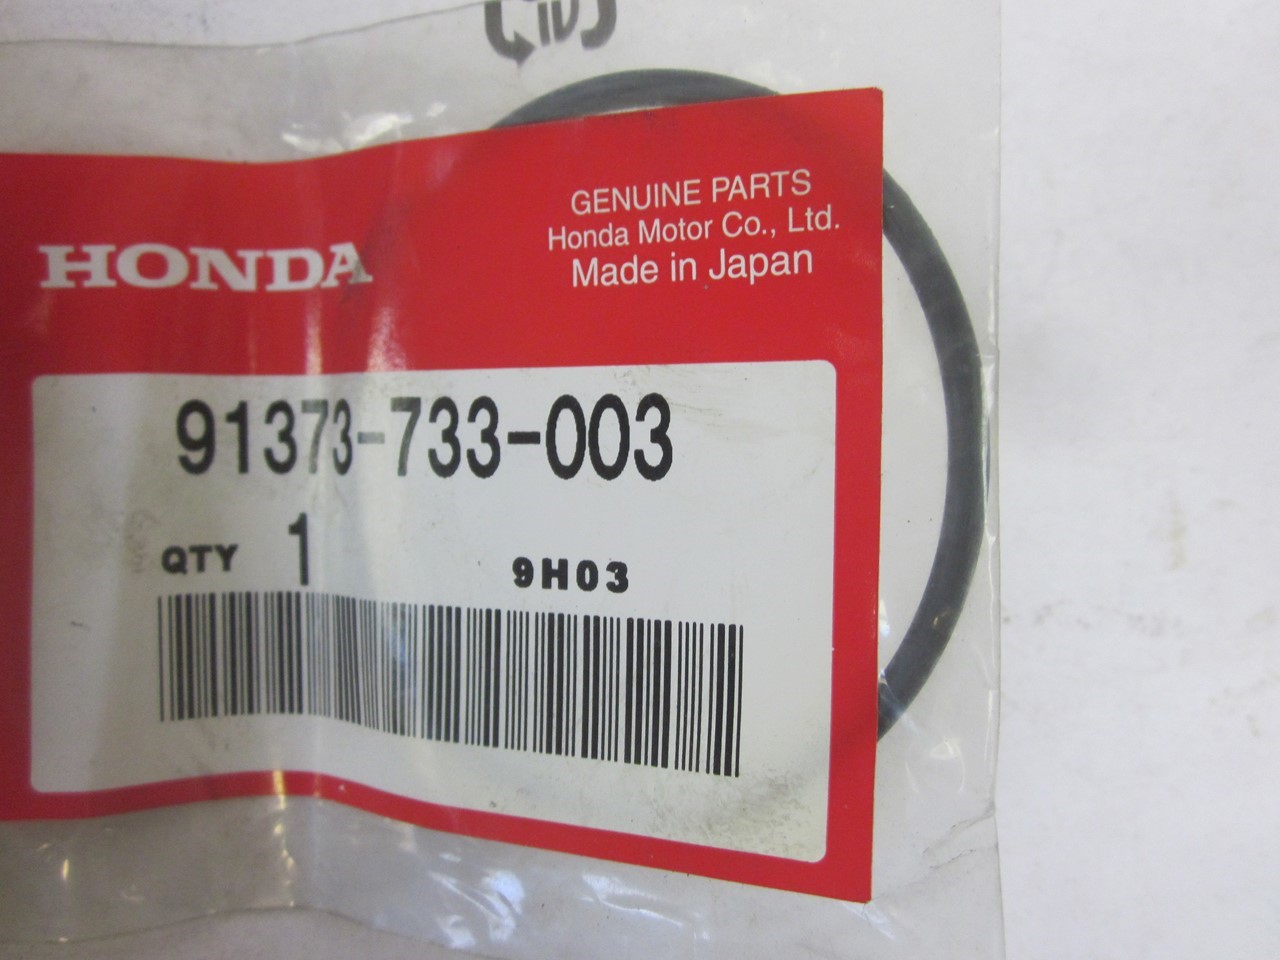 GENUINE PARTS
Honda Motor Co., Ltd.
Made in Japan
HONDA
91373-733-003
QTY 1 9H03